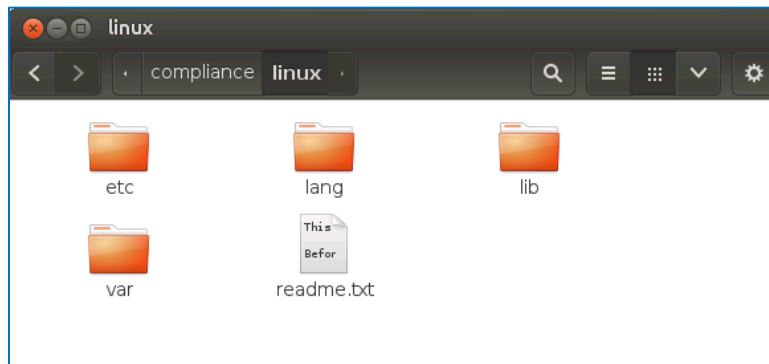 linux
compliance linux
etc lang lib
This
Befor
var readme.txt